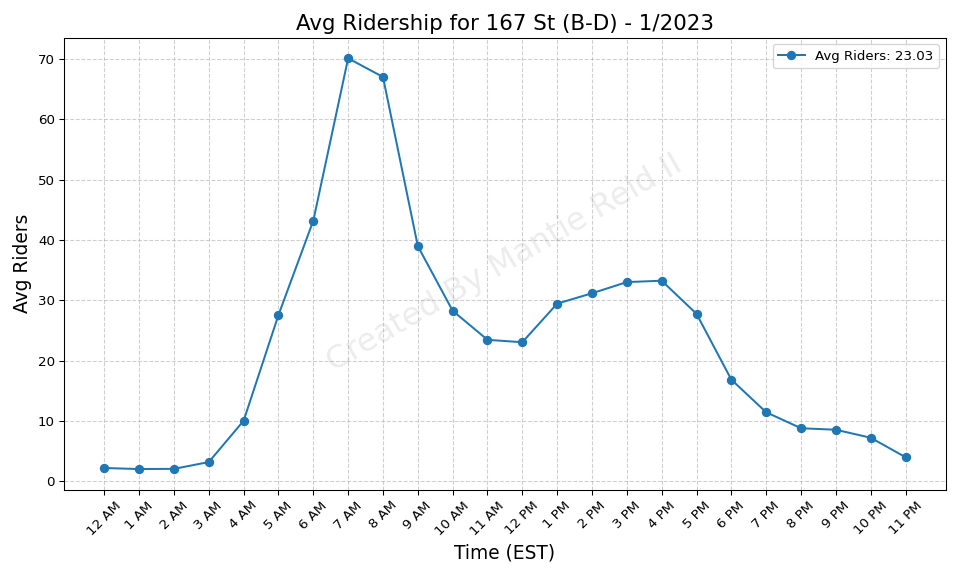 Avg Ridership for 167 St (B-D) - 1/2023
Avg Riders: 23.03
Avg Riders
70
60
50
40
30
20
10
0
Created By Mantie Reid II
12 AM
1 AM
2 AM
3 AM
4 AM
5 AM
6 AM
7 AM
8 AM
9 AM
10 AM
11 AM
12 PM
1 PM
2 PM
3 PM
4 PM
5 PM
6 PM
7 PM
8 PM
9 PM
10 PM
11 PM
Time (EST)